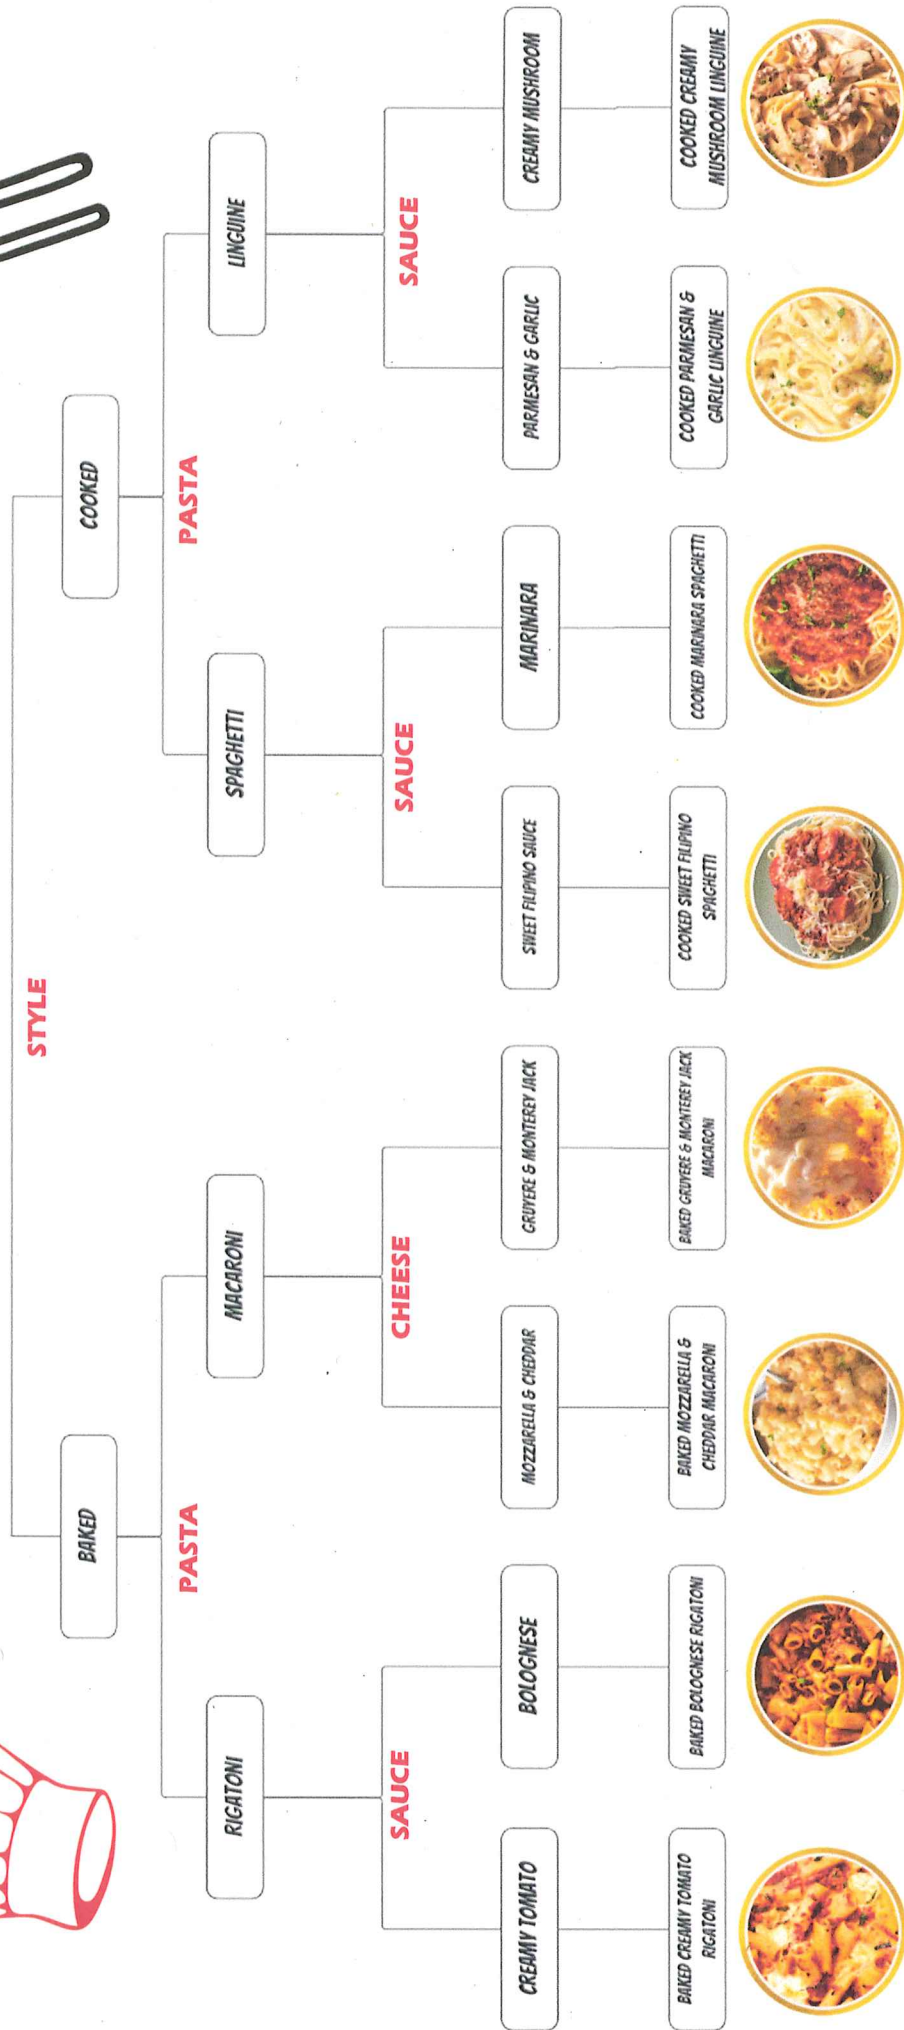 STYLE
BAKED
COOKED
PASTA
PASTA
RIGATONI
MACARONI
SPAGHETTI
LINGUINE
SAUCE
CHEESE
SAUCE
SAUCE
CREAMY TOMATO
BOLOGNESE
MOZZARELLA & CHEDDAR
GRUYERE & MONTEREY JACK
SWEET FILIPINO SAUCE
MARINARA
PARMESAN & GARLIC
CREAMY MUSHROOM
BAKED CREAMY TOMATO
RIGATONI
BAKED BOLOGNESE RIGATONI
BAKED MOZZARELLA &
CHEDDAR MACARONI
BAKED GRUYERE & MONTEREY JACK
MACARONI
COOKED SWEET FILIPINO
SPAGHETTI
COOKED MARINARA SPAGHETTI
COOKED PARMESAN &
GARLIC LINGUINE
COOKED CREAMY
MUSHROOM LINGUINE